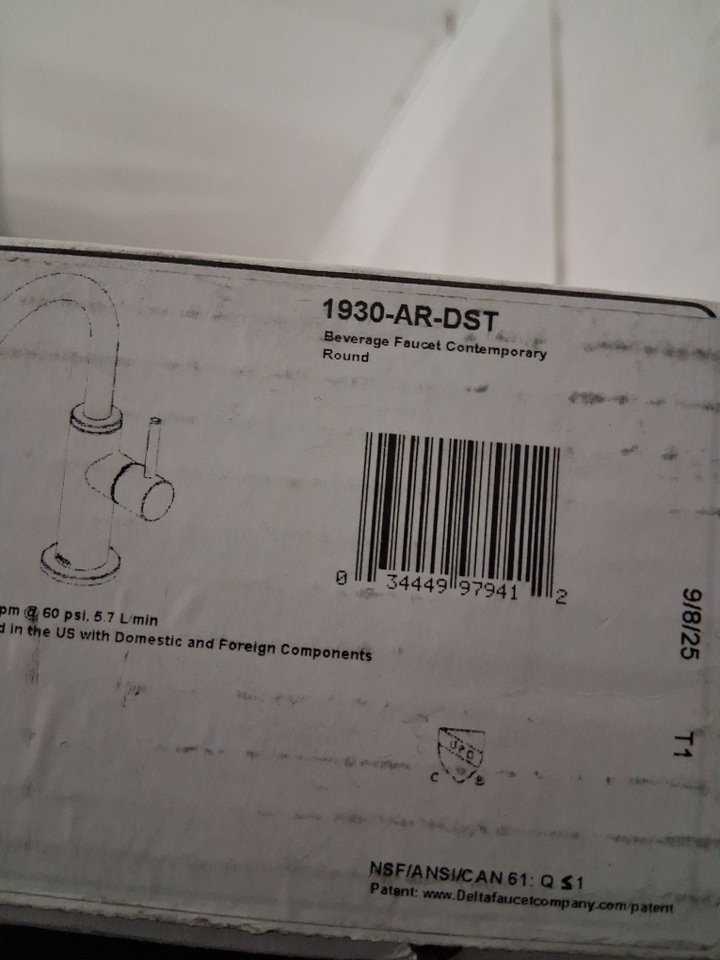 1930-AR-DST
Beverage Faucet Contemporary
Round
0 34449 97941 2
pm @ 60 psi, 5.7 L/min
d in the US with Domestic and Foreign Components
9/8/25 T1
UPC
C ®
NSF/ANSI/CAN 61: Q ≤ 1
Patent: www.Deltafaucetcompany.com/patent